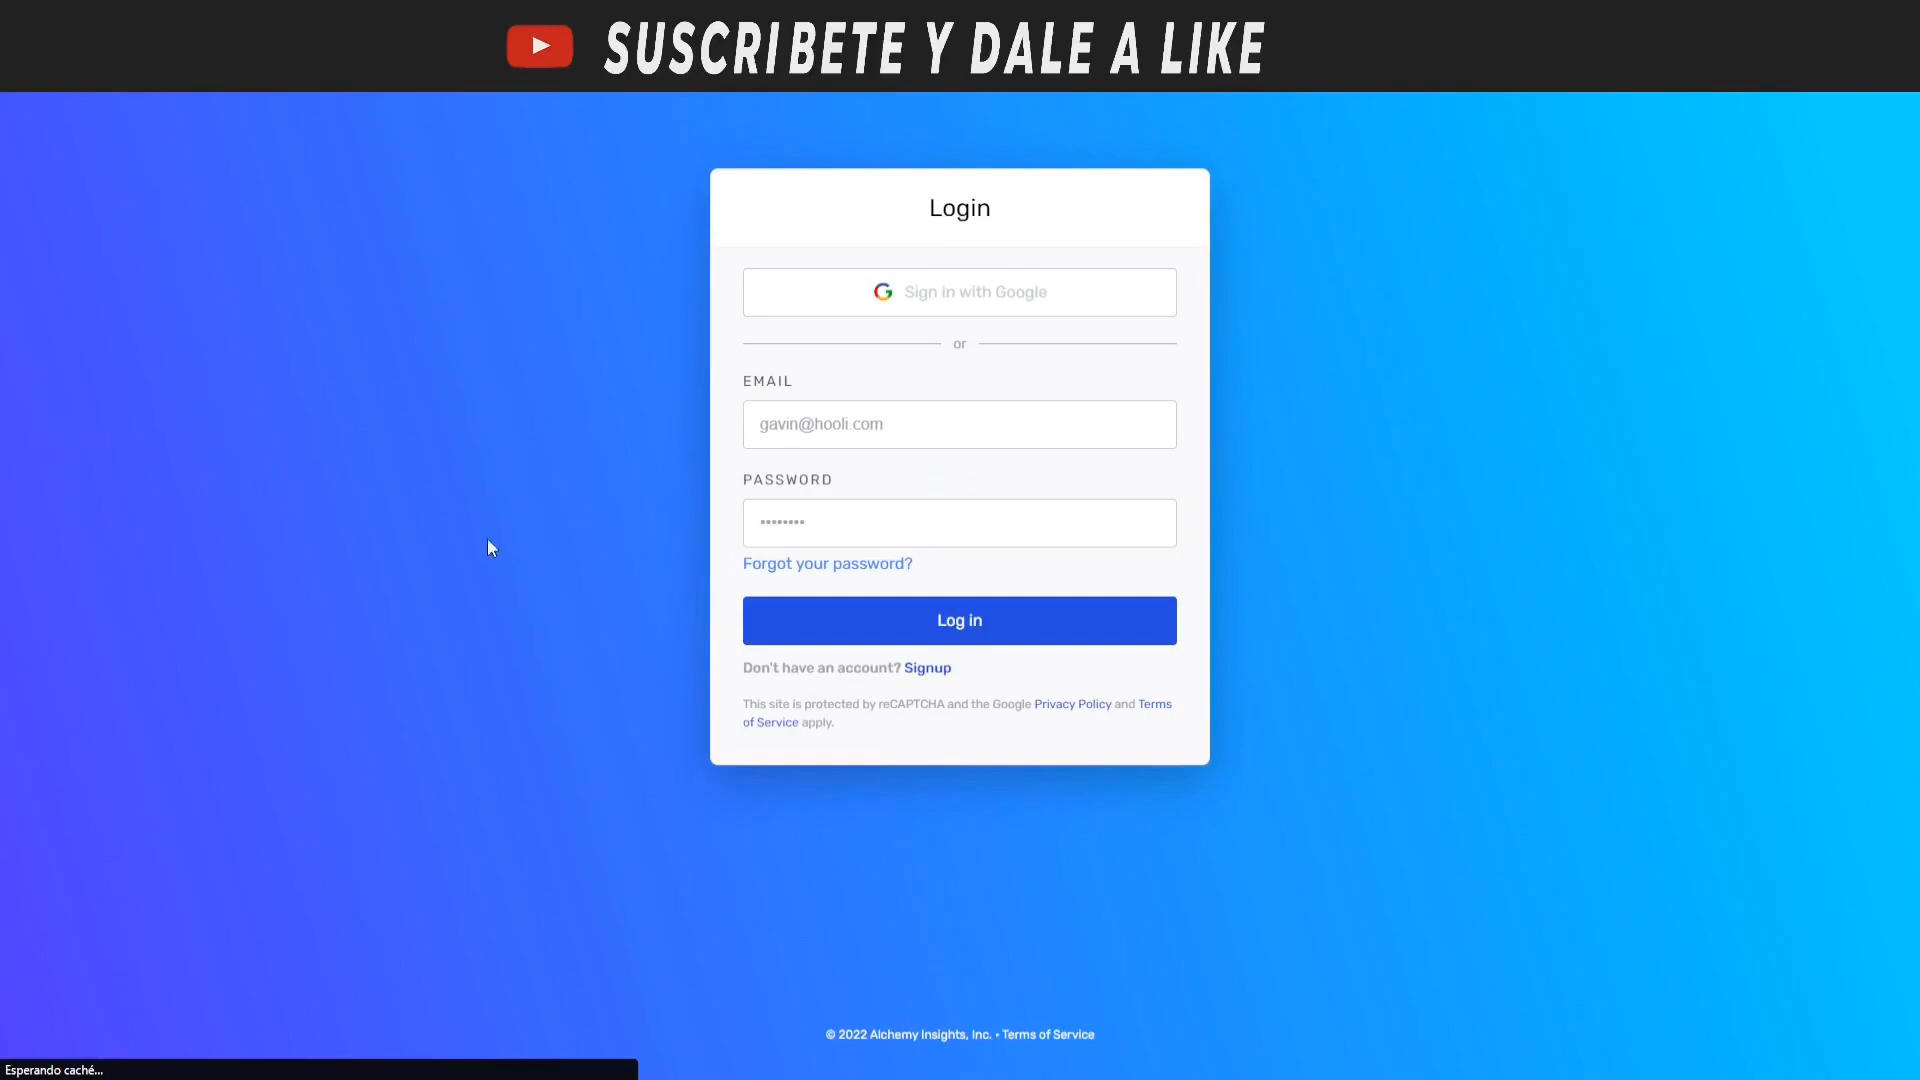 SUSCRIBETE Y DALE A LIKE
Login
Sign in with Google
or
EMAIL
gavin@hooli.com
PASSWORD
••••••••
Forgot your password?
Log in
Don't have an account? Signup
This site is protected by reCAPTCHA and the Google Privacy Policy and Terms
of Service apply.
© 2022 Alchemy Insights, Inc. • Terms of Service
Esperando caché...